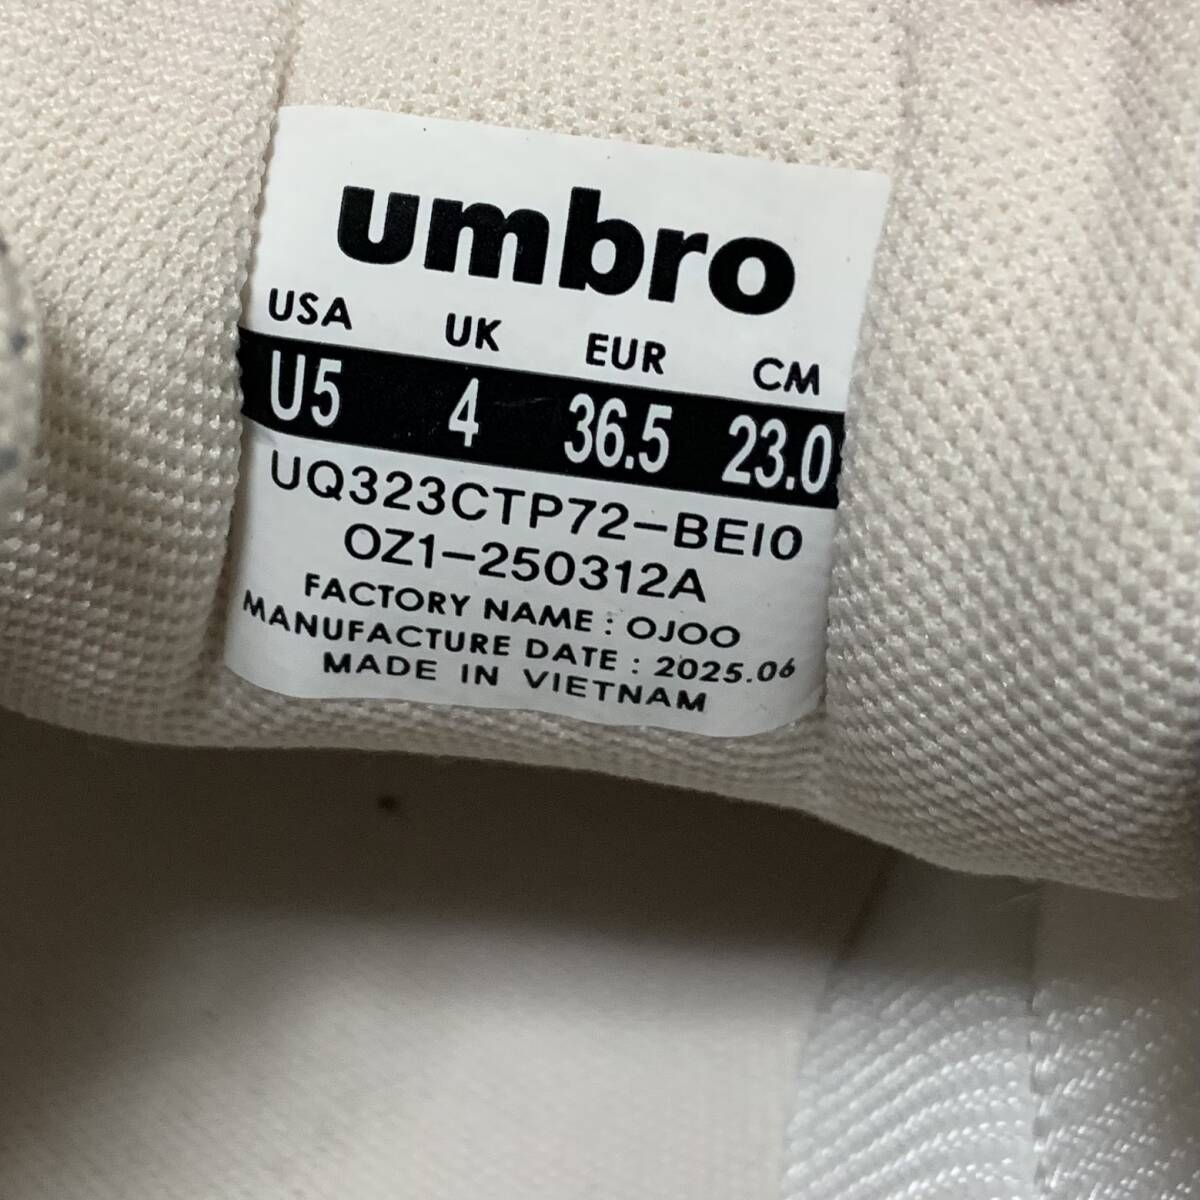 umbro
USA UK EUR CM
U5 4 36.5 23.0
UQ323CTP72-BEI0
OZ1-250312A
FACTORY NAME : OJOO
MANUFACTURE DATE : 2025.06
MADE IN VIETNAM